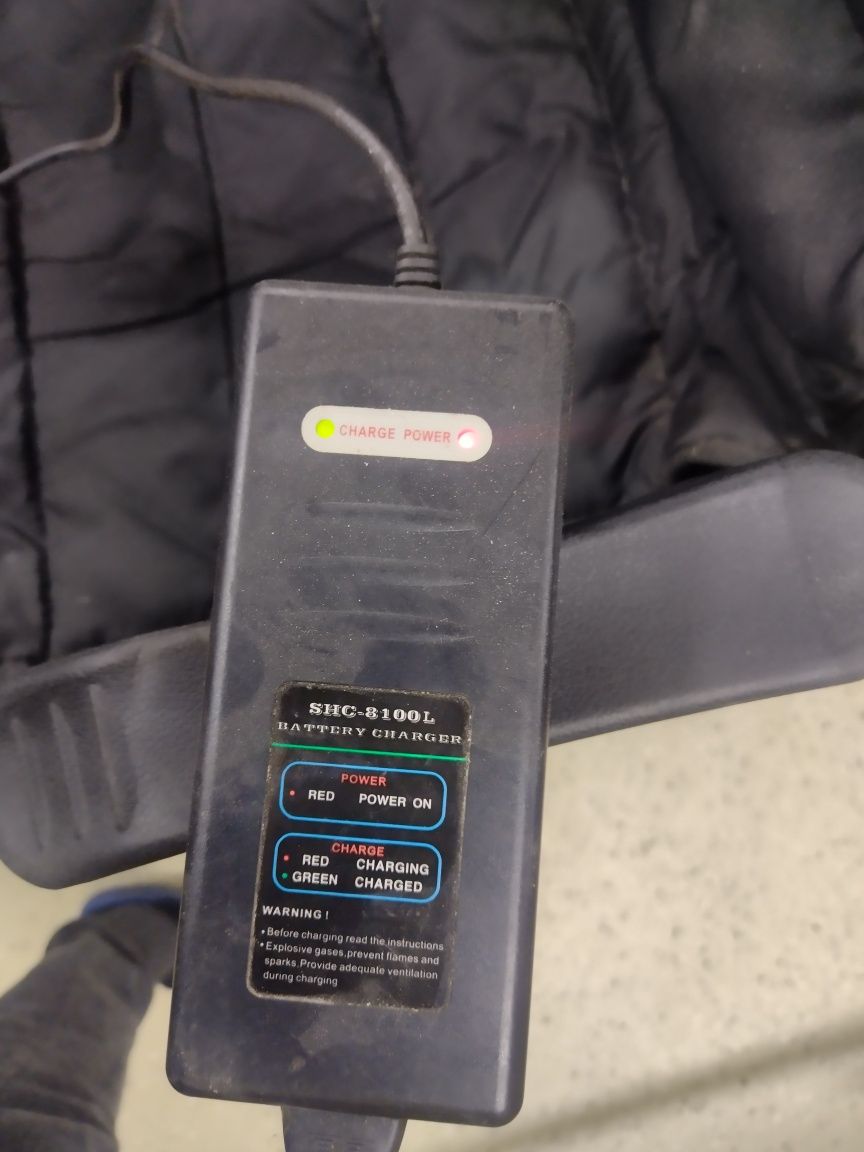 CHARGE POWER
SHC-8100L
BATTERY CHARGER
POWER
• RED POWER ON
CHARGE
• RED CHARGING
• GREEN CHARGED
WARNING !
• Before charging read the instructions
• Explosive gases,prevent flames and
sparks.Provide adequate ventilation
during charging